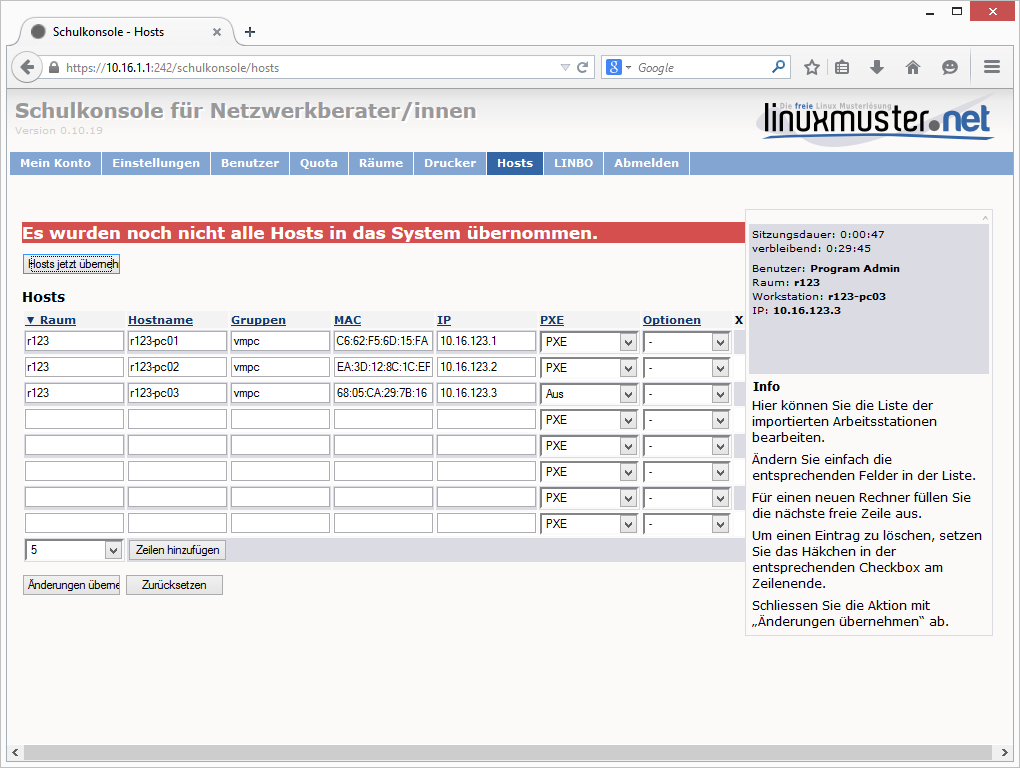 Schulkonsole - Hosts
https://10.16.1.1:242/schulkonsole/hosts
Google
Schulkonsole für Netzwerkberater/innen
Version 0.10.19
Die freie Linux Musterlösung
linuxmuster.net
Mein Konto Einstellungen Benutzer Quota Räume Drucker Hosts LINBO Abmelden
Es wurden noch nicht alle Hosts in das System übernommen.
Hosts jetzt überneh
Hosts
▼ Raum Hostname Gruppen MAC IP PXE Optionen X
r123 r123-pc01 vmpc C6:62:F5:6D:15:FA 10.16.123.1 PXE -
r123 r123-pc02 vmpc EA:3D:12:8C:1C:EF 10.16.123.2 PXE -
r123 r123-pc03 vmpc 68:05:CA:29:7B:16 10.16.123.3 Aus -
PXE -
PXE -
PXE -
PXE -
PXE -
5 Zeilen hinzufügen
Änderungen überne Zurücksetzen
Sitzungsdauer: 0:00:47
verbleibend: 0:29:45
Benutzer: Program Admin
Raum: r123
Workstation: r123-pc03
IP: 10.16.123.3
Info
Hier können Sie die Liste der
importierten Arbeitsstationen
bearbeiten.
Ändern Sie einfach die
entsprechenden Felder in der Liste.
Für einen neuen Rechner füllen Sie
die nächste freie Zeile aus.
Um einen Eintrag zu löschen, setzen
Sie das Häkchen in der
entsprechenden Checkbox am
Zeilenende.
Schliessen Sie die Aktion mit
„Änderungen übernehmen“ ab.